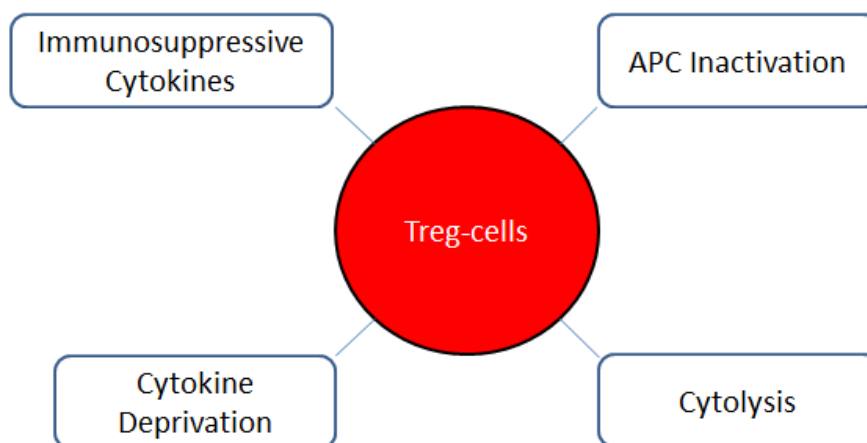 Immunosuppressive
Cytokines
APC Inactivation
Treg-cells
Cytokine
Deprivation
Cytolysis